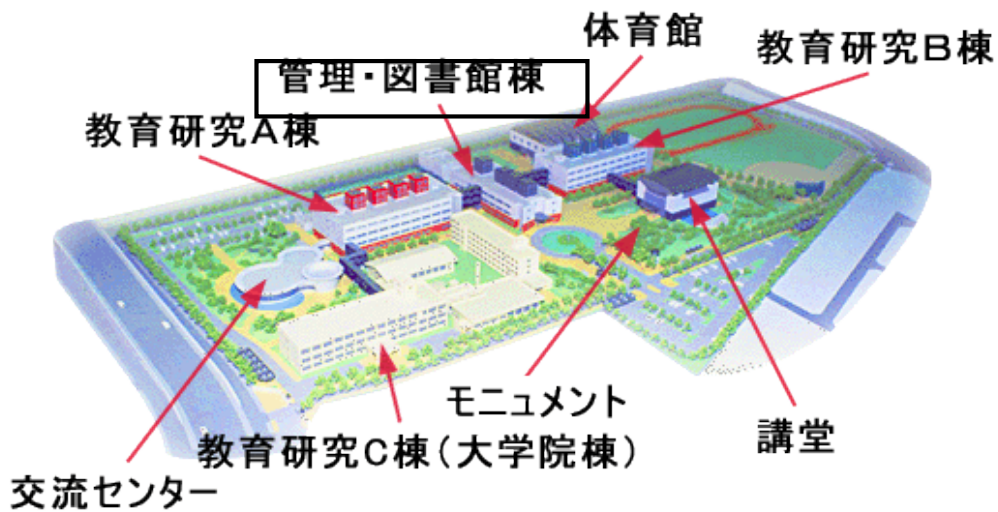 体育館
教育研究B棟
管理・図書館棟
教育研究A棟
モニュメント
講堂
教育研究C棟(大学院棟)
交流センター